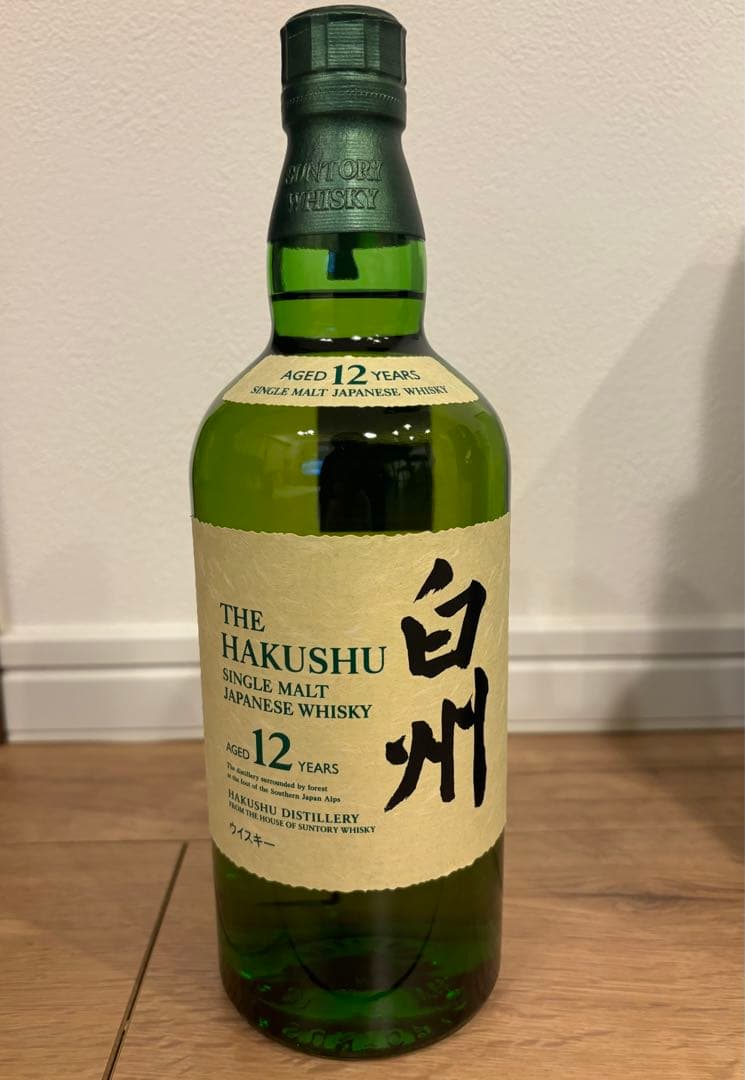 SUNTORY
WHISKY
AGED 12 YEARS
SINGLE MALT JAPANESE WHISKY
THE
HAKUSHU
SINGLE MALT
JAPANESE WHISKY
AGED 12 YEARS
The distillery surrounded by forest
at the foot of the Southern Japan Alps
HAKUSHU DISTILLERY
FROM THE HOUSE OF SUNTORY WHISKY
ウイスキー
白州